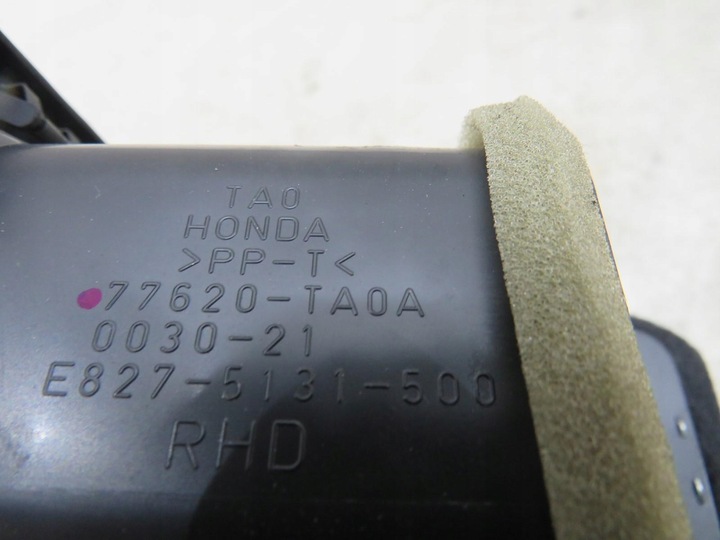 TA0
HONDA
>PP-T<
77620-TA0A
0030-21
E827-5131-500
RHD